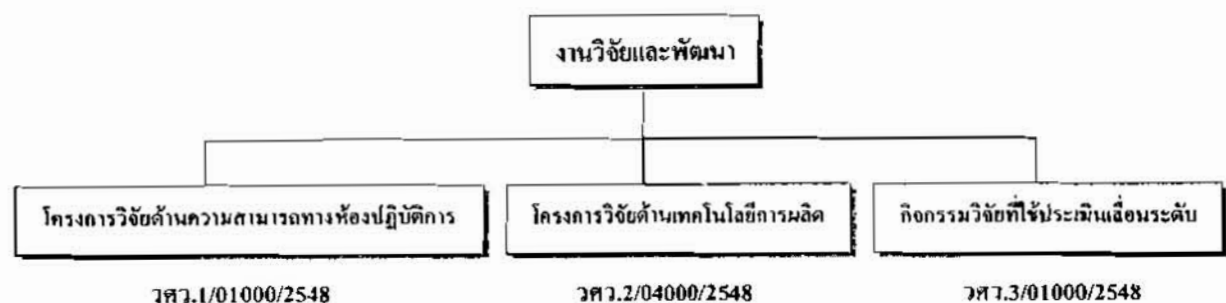 งานวิจัยและพัฒนา
โครงการวิจัยด้านความสามารถทางห้องปฏิบัติการ
โครงการวิจัยด้านเทคโนโลยีการผลิต
กิจกรรมวิจัยที่ใช้ประเมินเลื่อนระดับ
วศว.1/01000/2548
วศว.2/04000/2548
วศว.3/01000/2548